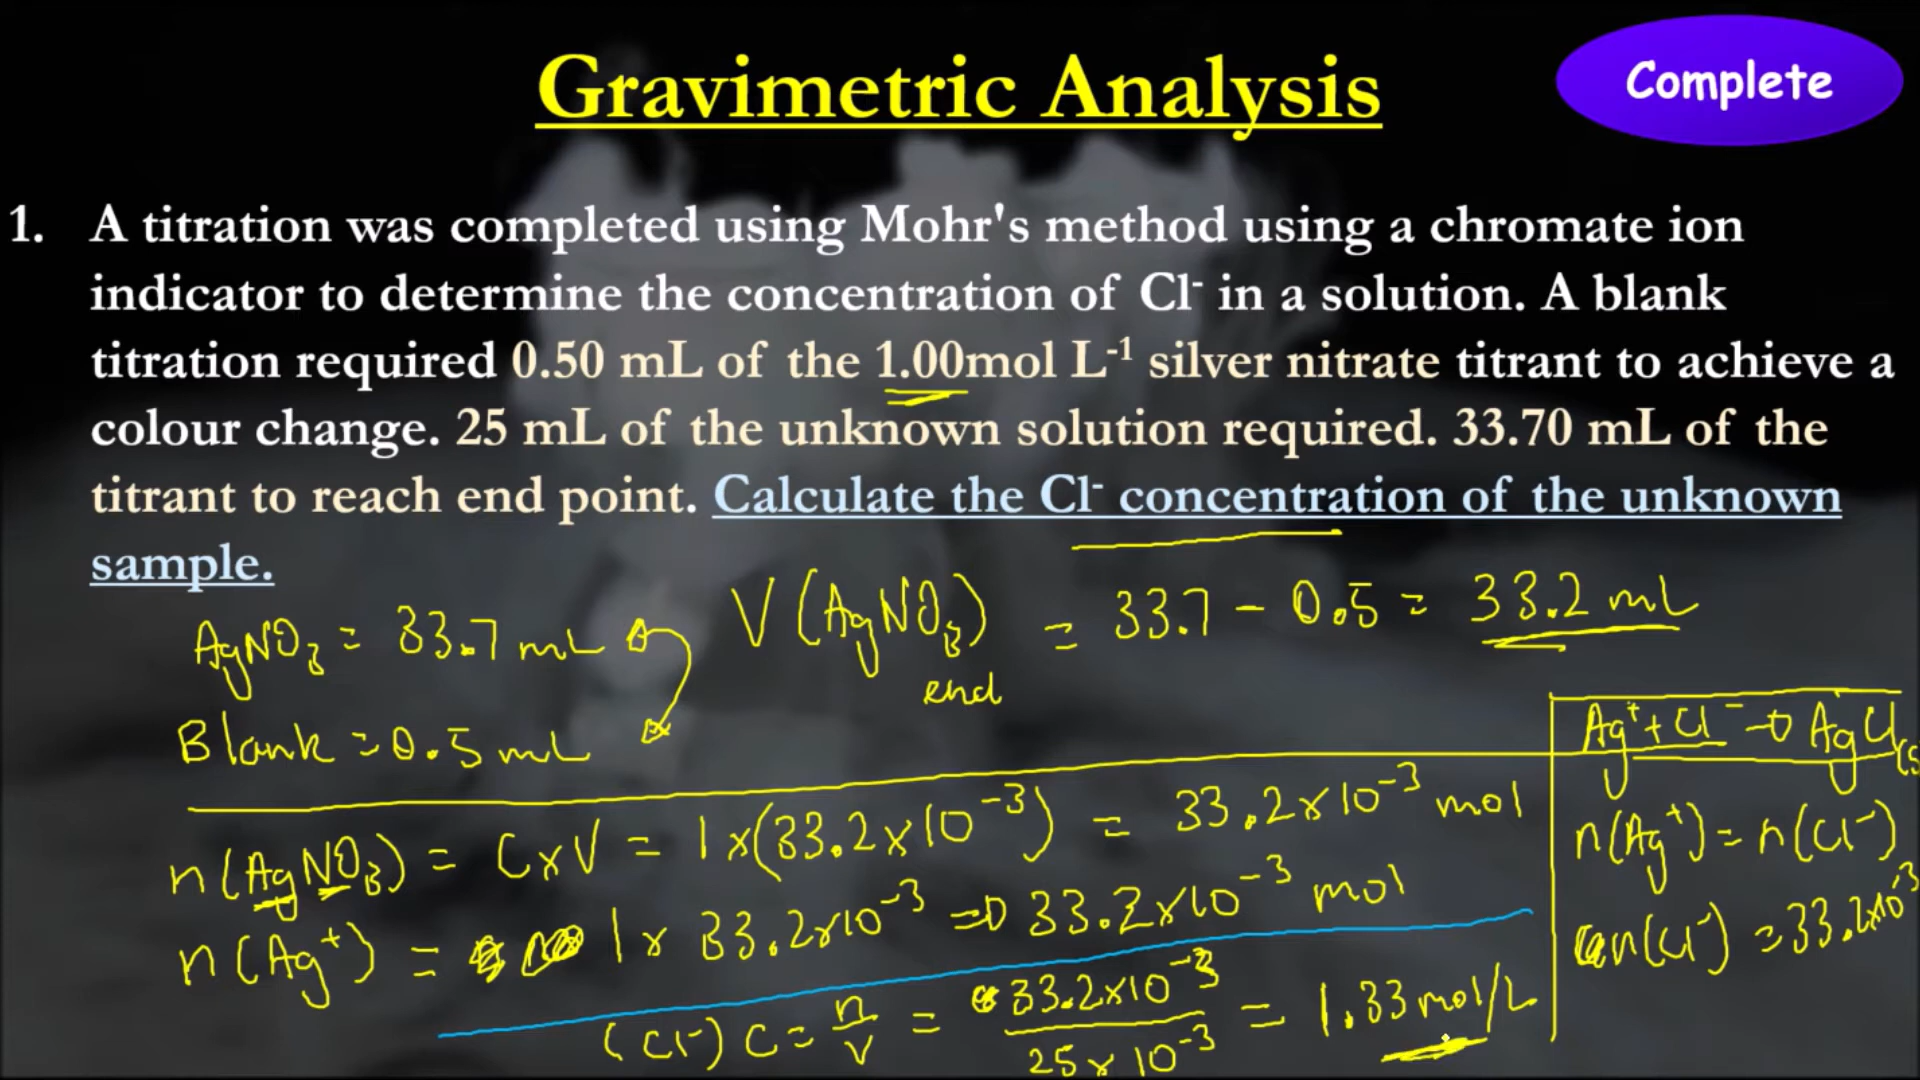 Gravimetric Analysis
Complete
1. A titration was completed using Mohr's method using a chromate ion
indicator to determine the concentration of Cl⁻ in a solution. A blank
titration required 0.50 mL of the 1.00mol L⁻¹ silver nitrate titrant to achieve a
colour change. 25 mL of the unknown solution required. 33.70 mL of the
titrant to reach end point. Calculate the Cl⁻ concentration of the unknown
sample.
AgNO₃ = 33.7 mL
V(AgNO₃) = 33.7 - 0.5 = 33.2 mL
end
Blank = 0.5 mL
Ag⁺ + Cl⁻ → AgCl(s)
n(AgNO₃) = C×V = 1×(33.2×10⁻³) = 33.2×10⁻³ mol
n(Ag⁺) = n(Cl⁻)
n(Ag⁺) = 1× 33.2×10⁻³ => 33.2×10⁻³ mol
n(Cl⁻) = 33.2×10⁻³
(Cl⁻) C = n/v = 33.2×10⁻³ / 25×10⁻³ = 1.33 mol/L